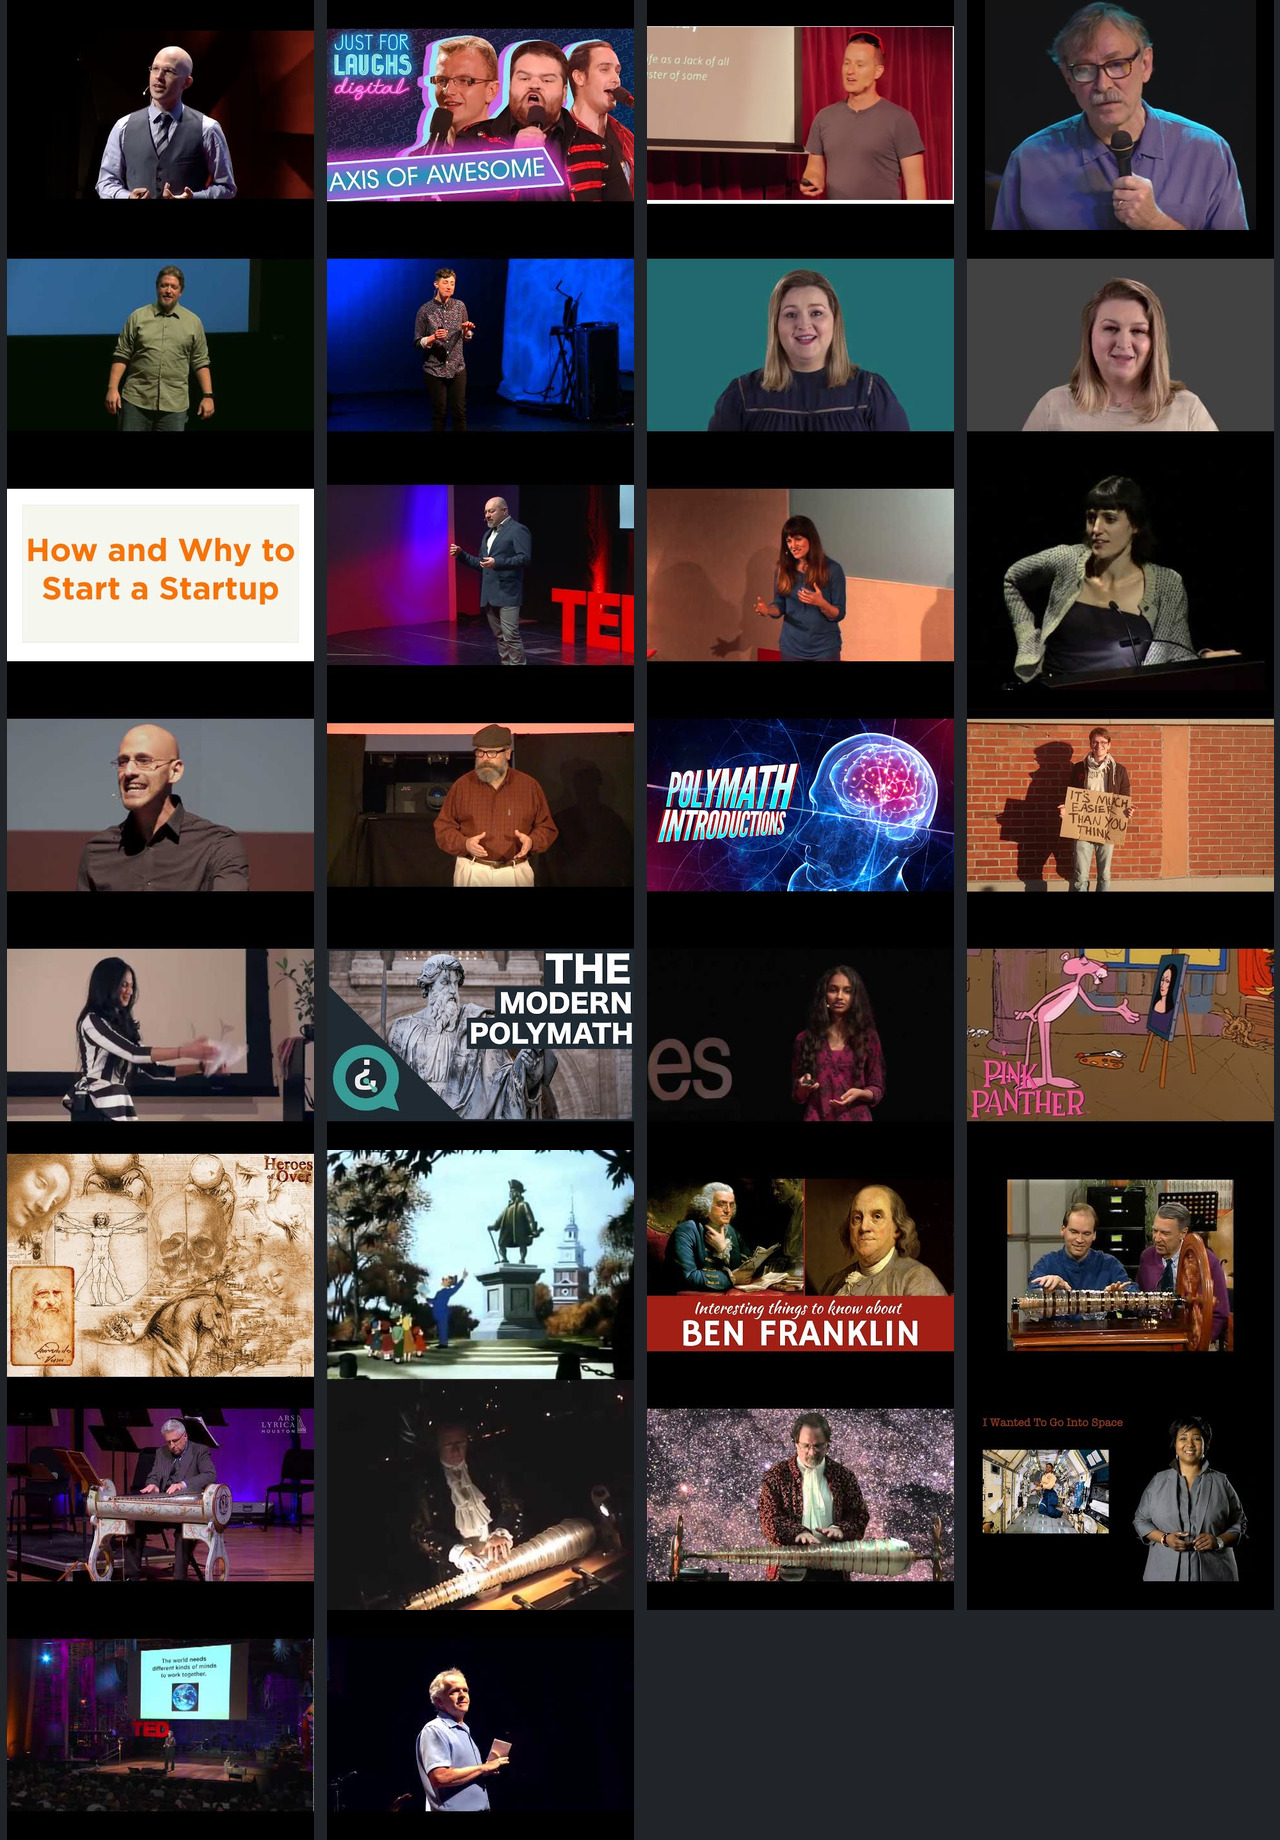 JUST FOR
LAUGHS
digital
AXIS OF AWESOME
ife as a Jack of all
ster of some
How and Why to
Start a Startup
TED
POLYMATH
INTRODUCTIONS
IT'S MUCH
EASIER
THAN YOU
THINK
THE
MODERN
POLYMATH
es
PINK
PANTHER
Heroes
of Over
Interesting things to know about
BEN FRANKLIN
ARS
LYRICA
HOUSTON
I Wanted To Go Into Space
The world needs
different kinds of minds
to work together.
TED